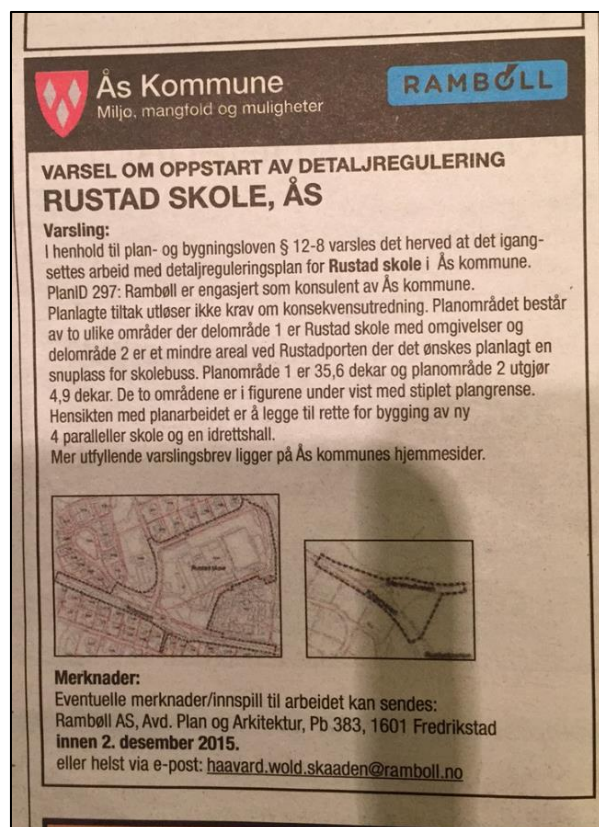 Ås Kommune
Miljø, mangfold og muligheter
RAMBØLL
VARSEL OM OPPSTART AV DETALJREGULERING
RUSTAD SKOLE, ÅS
Varsling:
I henhold til plan- og bygningsloven § 12-8 varsles det herved at det igang-
settes arbeid med detaljreguleringsplan for Rustad skole i Ås kommune.
PlanID 297: Rambøll er engasjert som konsulent av Ås kommune.
Planlagte tiltak utløser ikke krav om konsekvensutredning. Planområdet består
av to ulike områder der delområde 1 er Rustad skole med omgivelser og
delområde 2 er et mindre areal ved Rustadporten der det ønskes planlagt en
snuplass for skolebuss. Planområde 1 er 35,6 dekar og planområde 2 utgjør
4,9 dekar. De to områdene er i figurene under vist med stiplet plangrense.
Hensikten med planarbeidet er å legge til rette for bygging av ny
4 paralleller skole og en idrettshall.
Mer utfyllende varslingsbrev ligger på Ås kommunes hjemmesider.
Rustad skole
Merknader:
Eventuelle merknader/innspill til arbeidet kan sendes:
Rambøll AS, Avd. Plan og Arkitektur, Pb 383, 1601 Fredrikstad
innen 2. desember 2015.
eller helst via e-post: haavard.wold.skaaden@ramboll.no